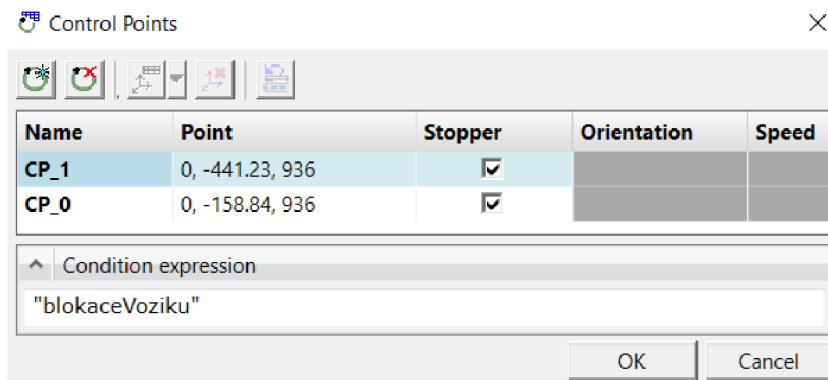 Control Points
Name Point Stopper Orientation Speed
CP_1 0, -441.23, 936
CP_0 0, -158.84, 936
Condition expression
"blokaceVoziku"
OK Cancel